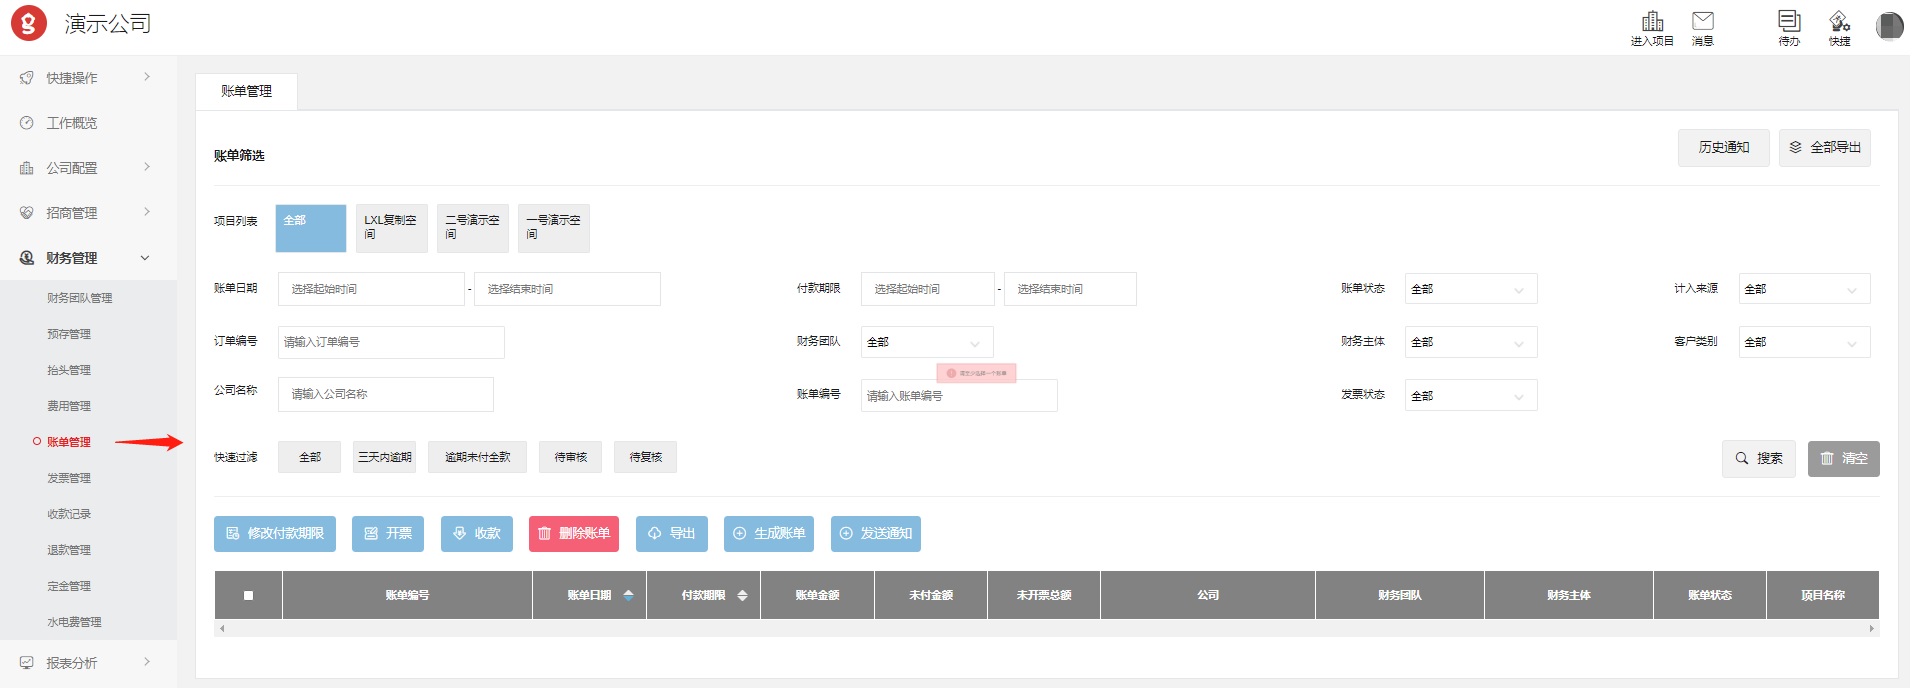 演示公司
进入项目
消息
待办
快捷
快捷操作
工作概览
公司配置
招商管理
财务管理
财务团队管理
预存管理
抬头管理
费用管理
账单管理
发票管理
收款记录
退款管理
定金管理
水电费管理
报表分析
账单管理
账单筛选
历史通知 全部导出
项目列表 全部 LXL复制空间 二号演示空间 一号演示空间
账单日期 选择起始时间 - 选择结束时间 付款期限 选择起始时间 - 选择结束时间 账单状态 全部 计入来源 全部
订单编号 请输入订单编号 财务团队 全部 财务主体 全部 客户类别 全部
请至少选择一个账单
公司名称 请输入公司名称 账单编号 请输入账单编号 发票状态 全部
快速过滤 全部 三天内逾期 逾期未付全款 待审核 待复核 搜索 清空
修改付款期限 开票 收款 删除账单 导出 生成账单 发送通知
账单编号 账单日期 付款期限 账单金额 未付金额 未开票总额 公司 财务团队 财务主体 账单状态 项目名称